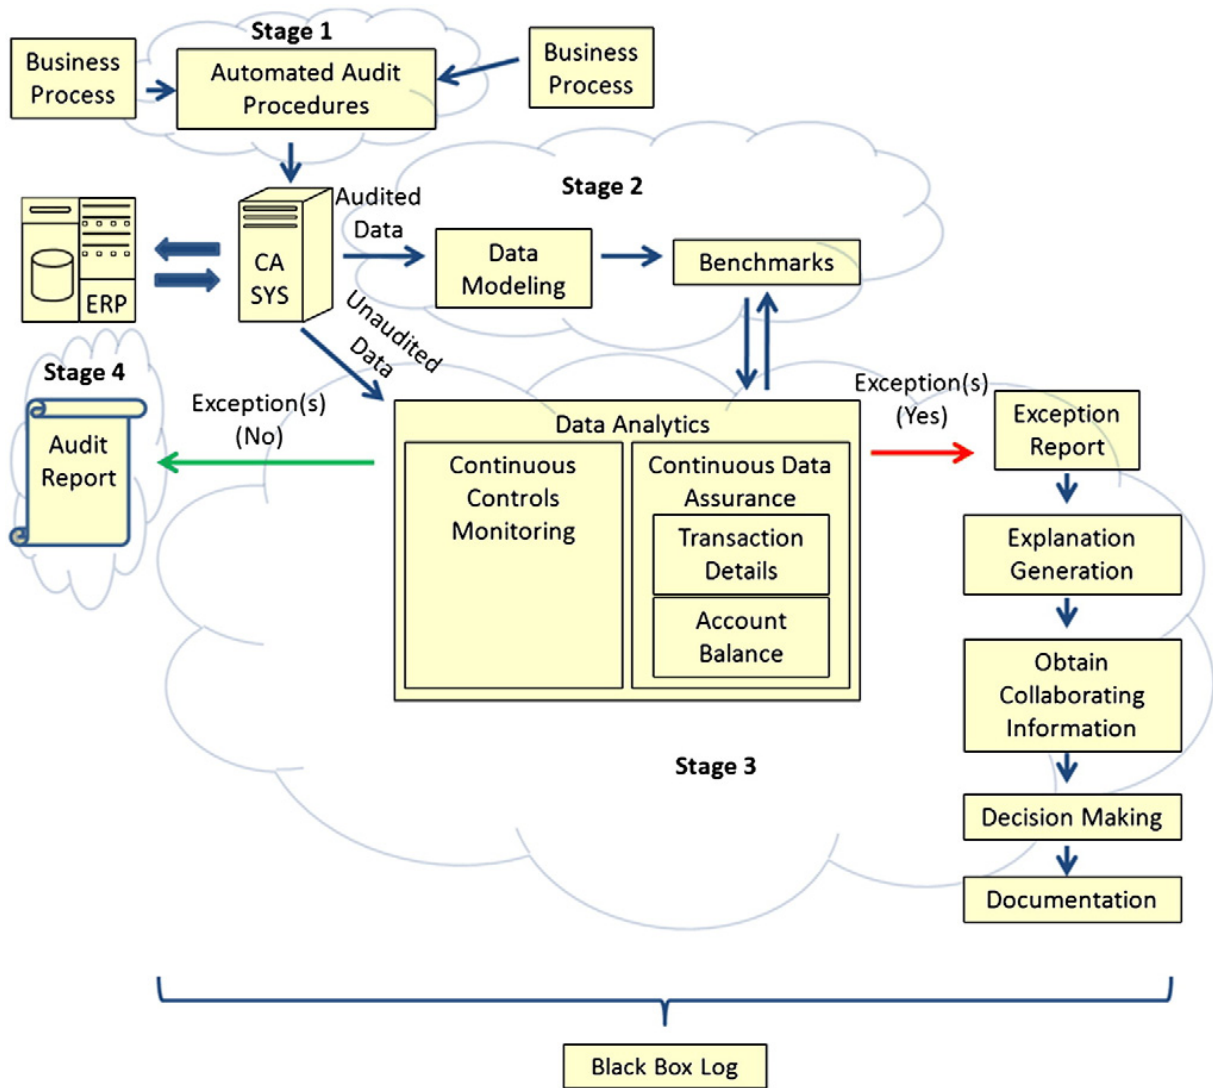 Stage 1
Business
Process
Automated Audit
Procedures
Business
Process
Stage 2
Audited
Data
ERP
CA
SYS
Data
Modeling
Benchmarks
Unaudited
Data
Stage 4
Audit
Report
Exception(s)
(No)
Data Analytics
Continuous
Controls
Monitoring
Continuous Data
Assurance
Transaction
Details
Account
Balance
Exception(s)
(Yes)
Exception
Report
Explanation
Generation
Obtain
Collaborating
Information
Stage 3
Decision Making
Documentation
Black Box Log